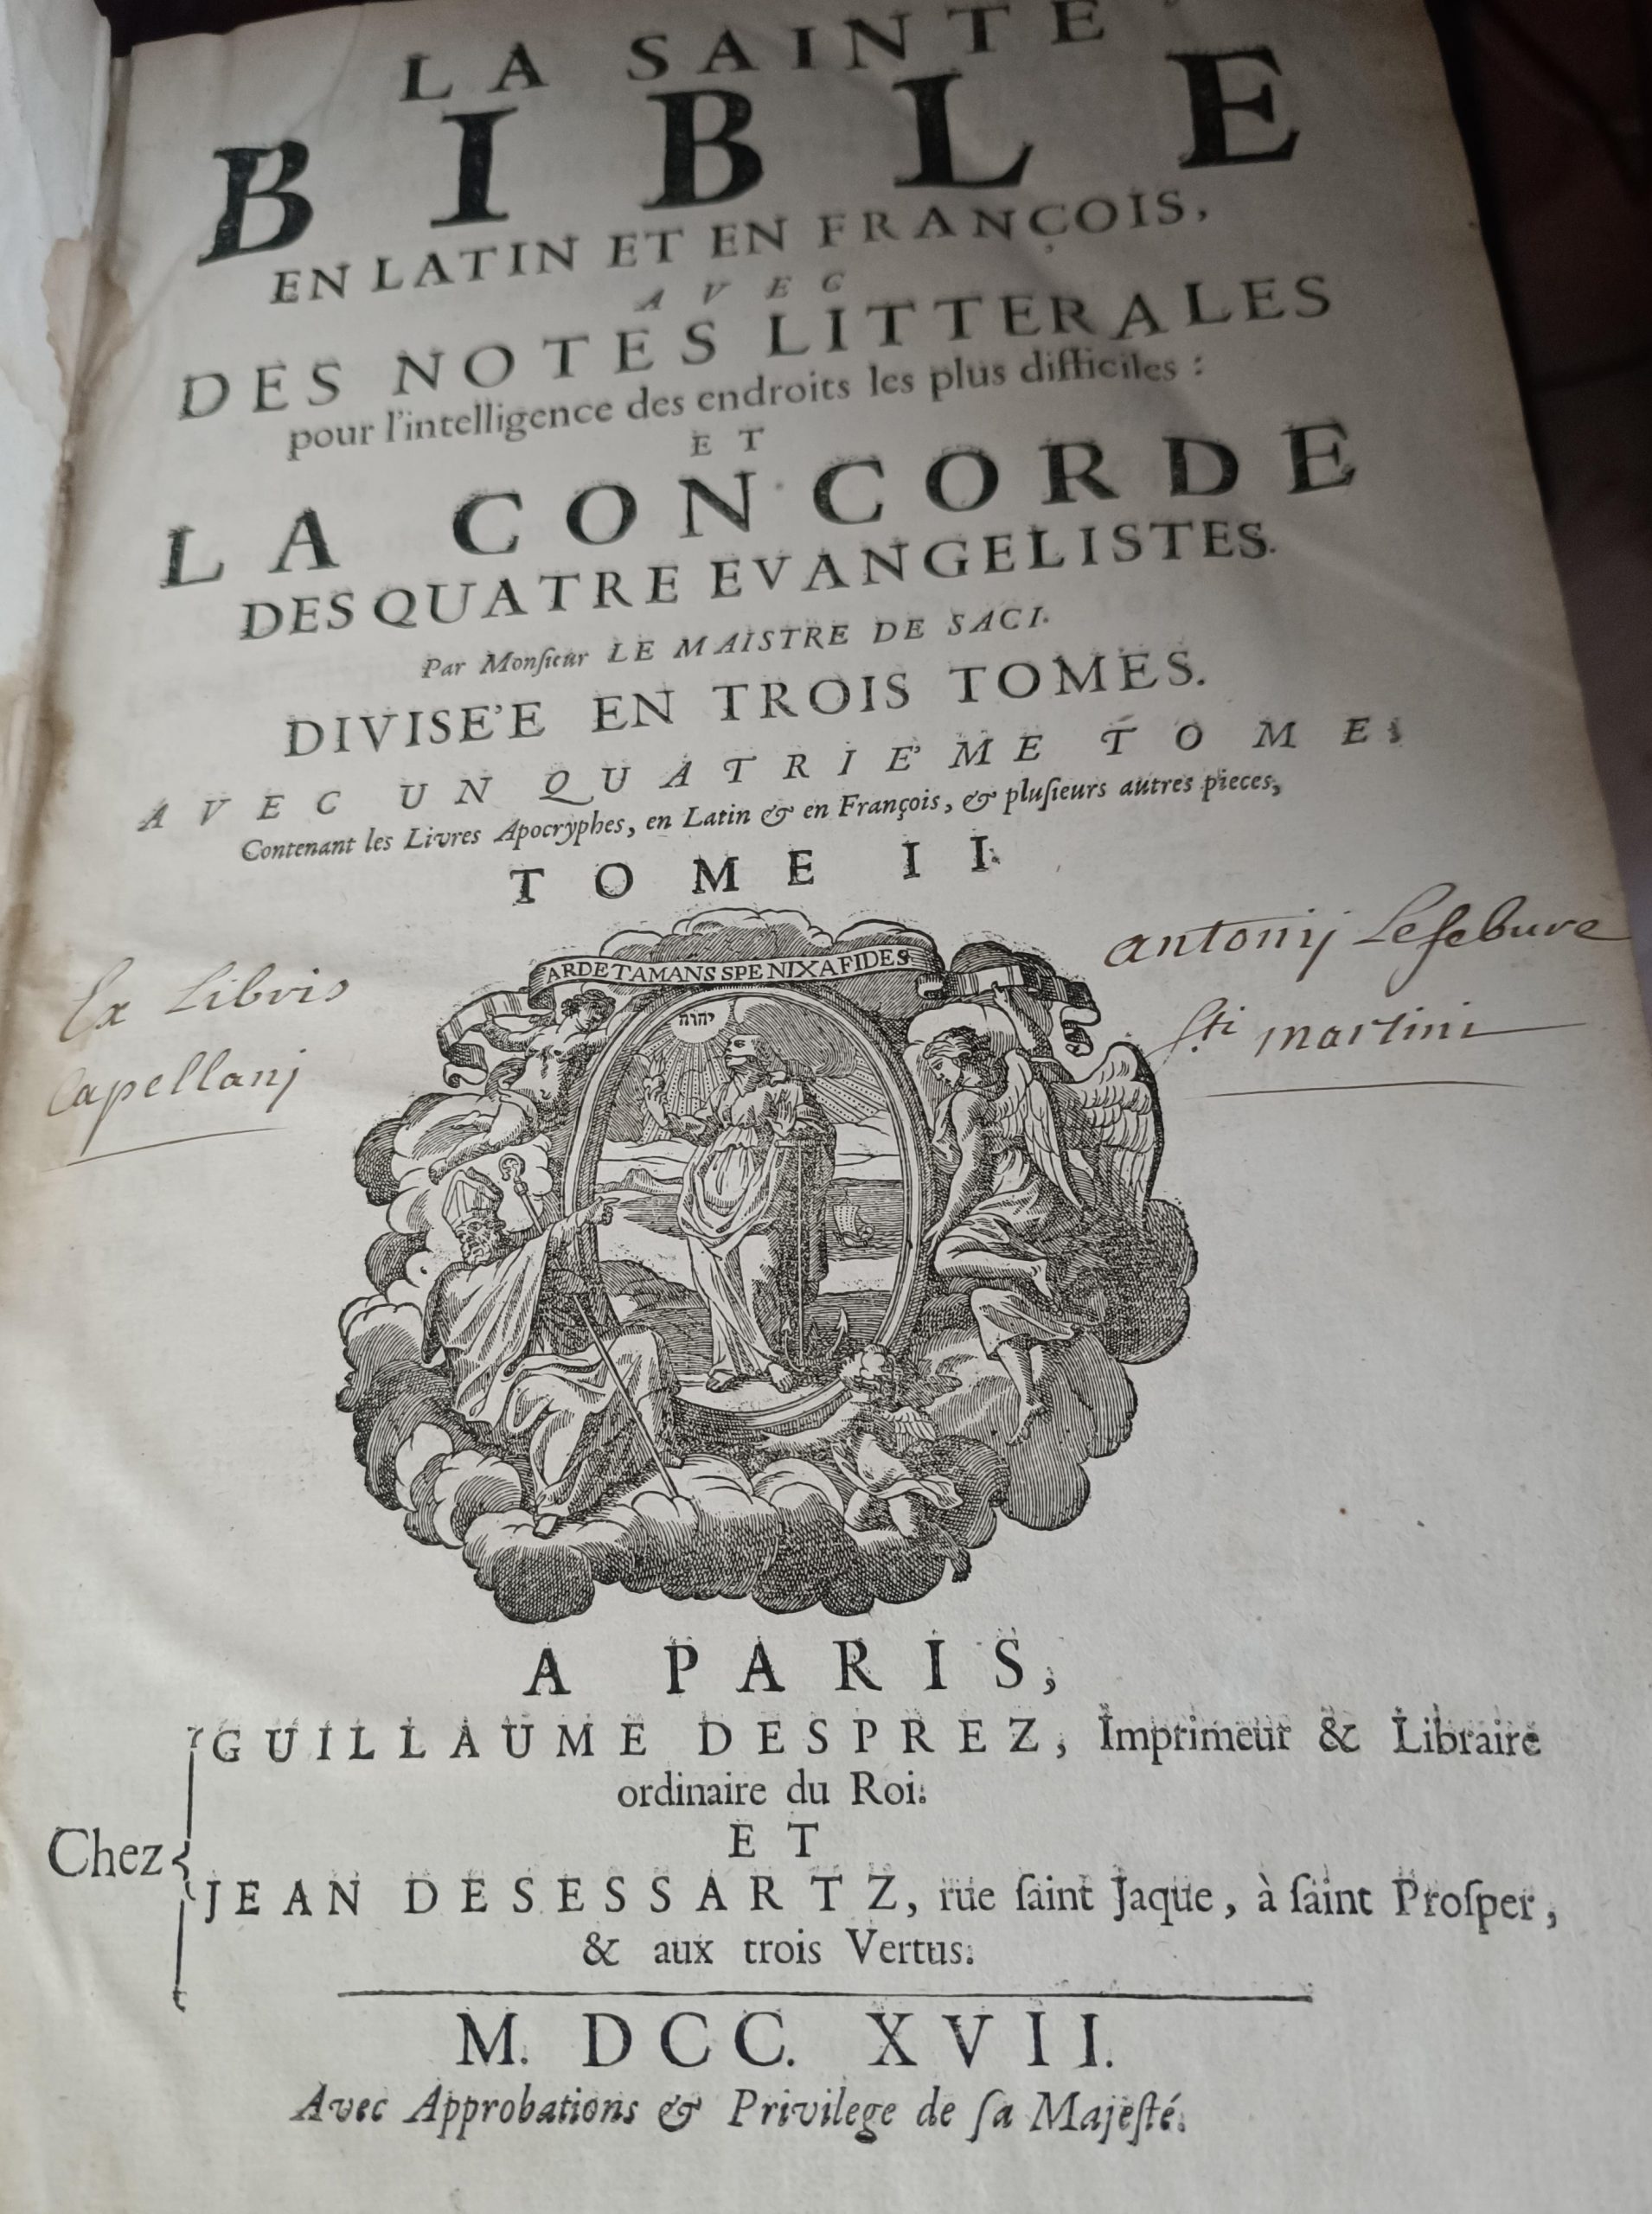 LA SAINTE
BIBLE
EN LATIN ET EN FRANÇOIS,
AVEC
DES NOTES LITTERALES
pour l'intelligence des endroits les plus difficiles :
ET
LA CONCORDE
DES QUATRE EVANGELISTES.
Par Monſieur LE MAISTRE DE SACI.
DIVISE'E EN TROIS TOMES.
AVEC UN QUATRIE'ME TOME,
Contenant les Livres Apocryphes, en Latin & en François, & pluſieurs autres pieces,
TOME II.
Ex Libris antonij Lefebure
Capellanj Sti martini
ARDET AMANS SPE NIXA FIDES
יהוה
A PARIS,
Chez
GUILLAUME DESPREZ, Imprimeur & Libraire
ordinaire du Roi.
ET
JEAN DESESSARTZ, rue ſaint Jaque, à ſaint Proſper,
& aux trois Vertus.
M. DCC. XVII.
Avec Approbations & Privilege de ſa Majeſté.